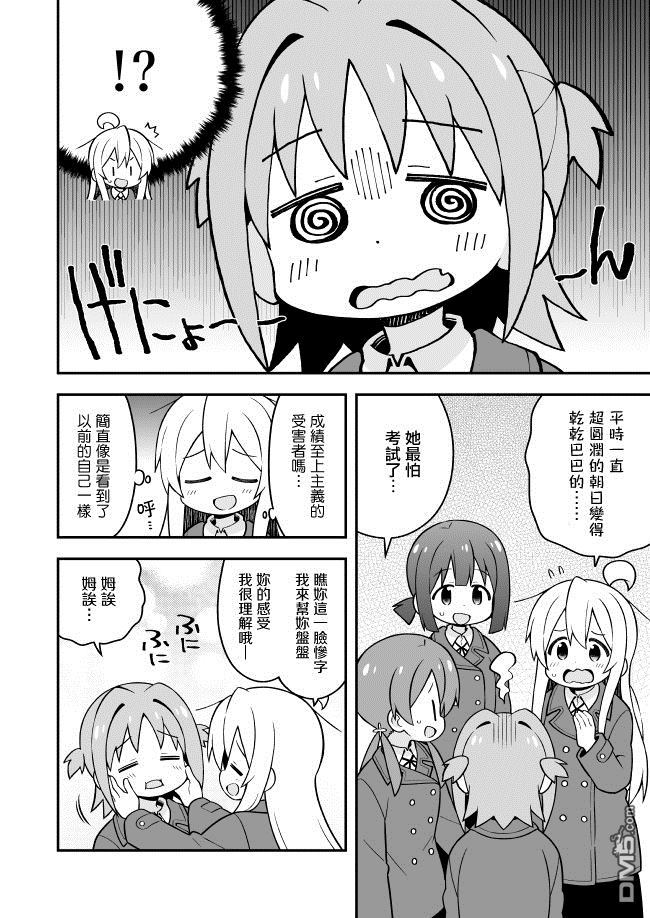 !?
げにょ〜〜
〜ん
平時一直
超圓潤的朝日變得
乾乾巴巴的……
她最怕
考試了…
成績至上主義的
受害者嗎…
簡直像是看到了
以前的自己一樣
呼…
瞧妳這一臉慘字
我來幫妳盤盤
妳的感受
我很理解哦—
ふに
ふに
姆誒
姆誒…
DM5.com